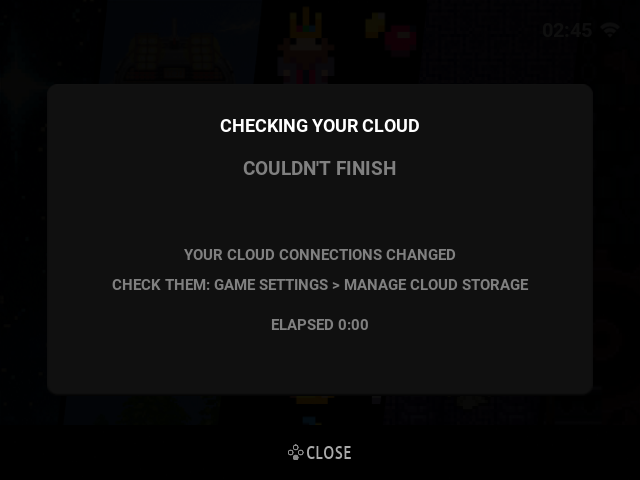 02:45
CHECKING YOUR CLOUD
COULDN'T FINISH
YOUR CLOUD CONNECTIONS CHANGED
CHECK THEM: GAME SETTINGS > MANAGE CLOUD STORAGE
ELAPSED 0:00
CLOSE